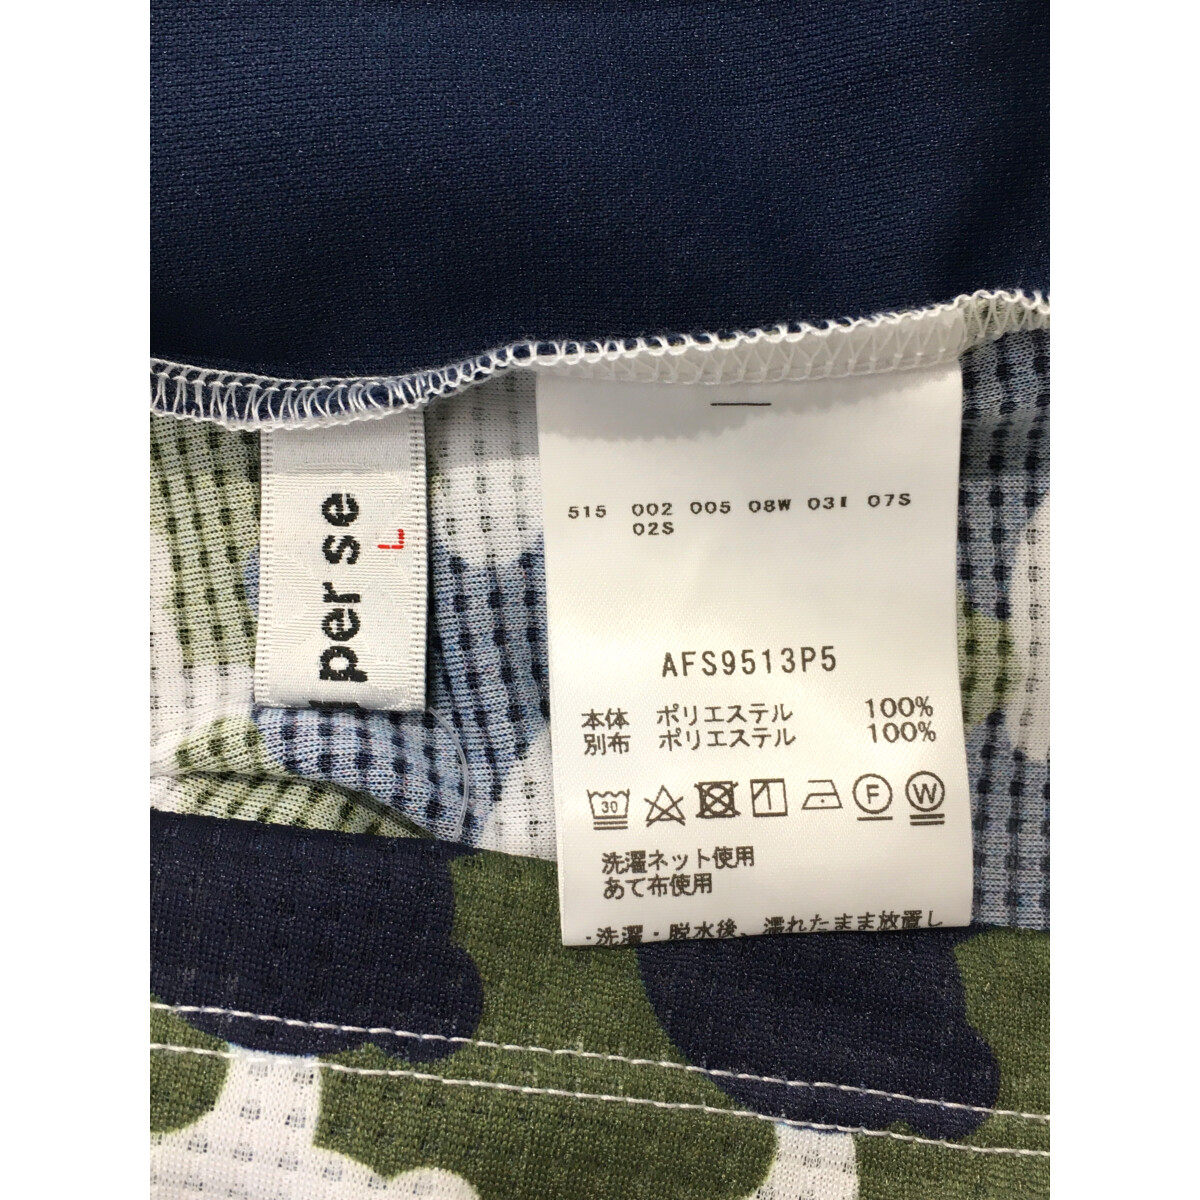 per se
L
515 002 005 08W 03I 07S
02S
AFS9513P5
本体 ポリエステル 100%
別布 ポリエステル 100%
30
F
W
洗濯ネット使用
あて布使用
・洗濯・脱水後、濡れたまま放置し